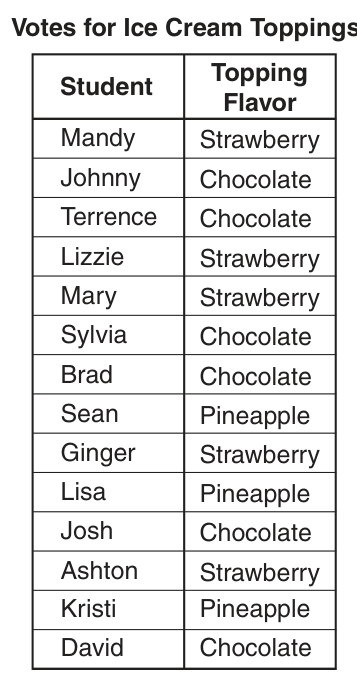 Votes for Ice Cream Toppings
Student Topping Flavor
Mandy Strawberry
Johnny Chocolate
Terrence Chocolate
Lizzie Strawberry
Mary Strawberry
Sylvia Chocolate
Brad Chocolate
Sean Pineapple
Ginger Strawberry
Lisa Pineapple
Josh Chocolate
Ashton Strawberry
Kristi Pineapple
David Chocolate